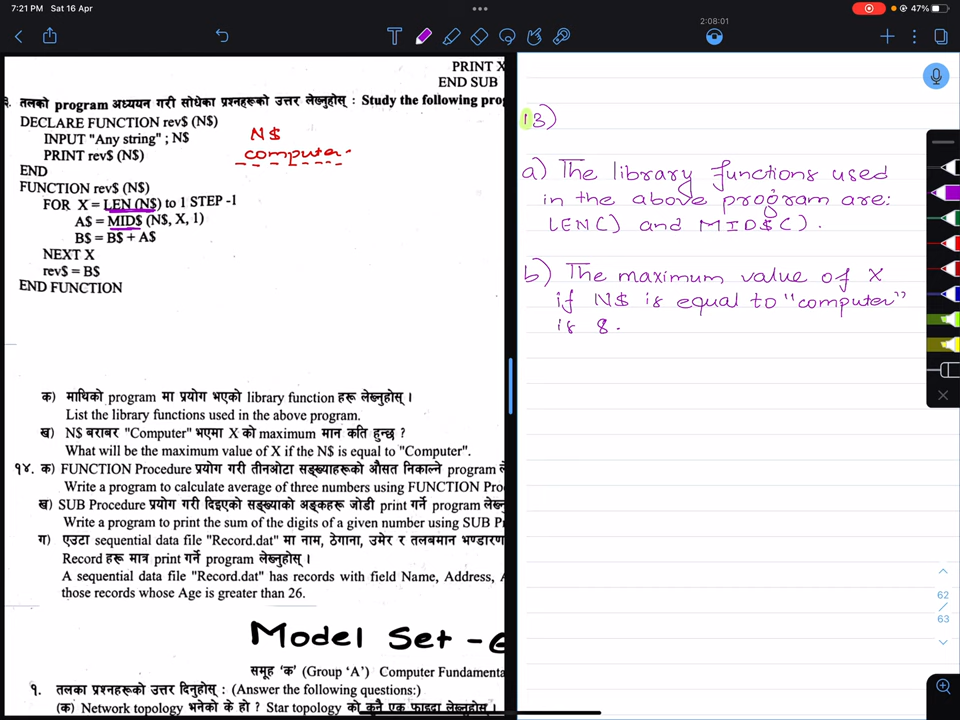 7:21 PM Sat 16 Apr
47%
2:08:01
PRINT X
END SUB
तलको program अध्ययन गरी सोधेका प्रश्नहरूको उत्तर लेख्नुहोस् : Study the following pro
DECLARE FUNCTION rev$ (N$)
INPUT "Any string" ; N$
PRINT rev$ (N$)
END
FUNCTION rev$ (N$)
FOR X = LEN (N$) to 1 STEP -1
A$ = MID$ (N$, X, 1)
B$ = B$ + A$
NEXT X
rev$ = B$
END FUNCTION
N$
computer
क) माथिको program मा प्रयोग भएको library function हरू लेख्नुहोस् ।
List the library functions used in the above program.
ख) N$ बराबर "Computer" भएमा X को maximum मान कति हुन्छ ?
What will be the maximum value of X if the N$ is equal to "Computer".
१४. क) FUNCTION Procedure प्रयोग गरी तीनओटा सङ्ख्याहरूको औसत निकाल्ने program
Write a program to calculate average of three numbers using FUNCTION Pro
ख) SUB Procedure प्रयोग गरी दिइएको सङ्ख्याको अङ्कहरू जोडी print गर्ने program
Write a program to print the sum of the digits of a given number using SUB P
ग) एउटा sequential data file "Record.dat" मा नाम, ठेगाना, उमेर र तलबमान भण्डारण
Record हरू मात्र print गर्ने program लेख्नुहोस् ।
A sequential data file "Record.dat" has records with field Name, Address,
those records whose Age is greater than 26.
Model Set -
समूह 'क' (Group 'A') Computer Fundamenta
१. तलका प्रश्नहरूको उत्तर दिनुहोस् : (Answer the following questions:)
(क) Network topology भनेको के हो ? Star topology को कुनै एक फाइदा लेख्नुहोस् ।
13)
a) The library functions used
in the above program are:
LEN() and MID$().
b) The maximum value of X
if N$ is equal to "computer"
is 8.
62
/
63